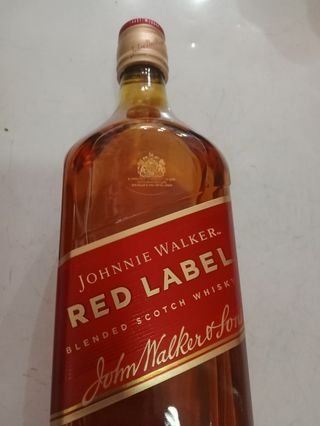 JOHNNIE WALKER
RED LABEL
BLENDED SCOTCH WHISKY
John Walker & Sons